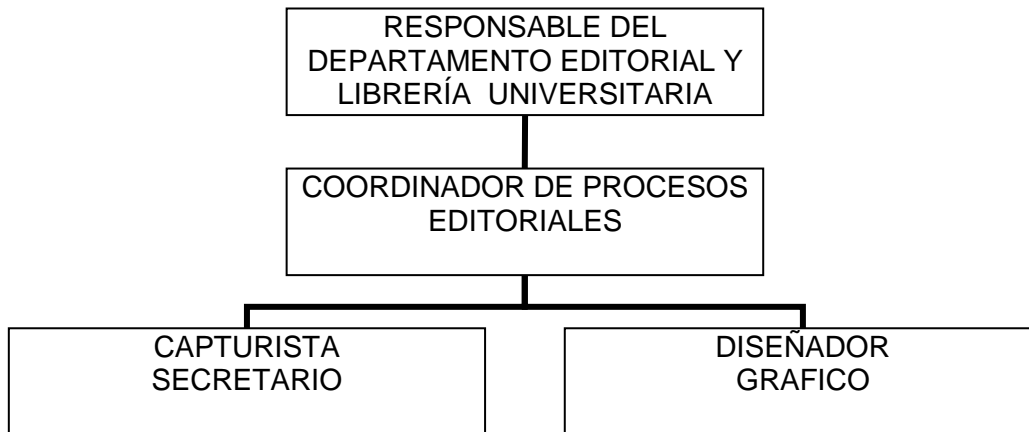 RESPONSABLE DEL
DEPARTAMENTO EDITORIAL Y
LIBRERÍA UNIVERSITARIA
COORDINADOR DE PROCESOS
EDITORIALES
CAPTURISTA
SECRETARIO
DISEÑADOR
GRAFICO